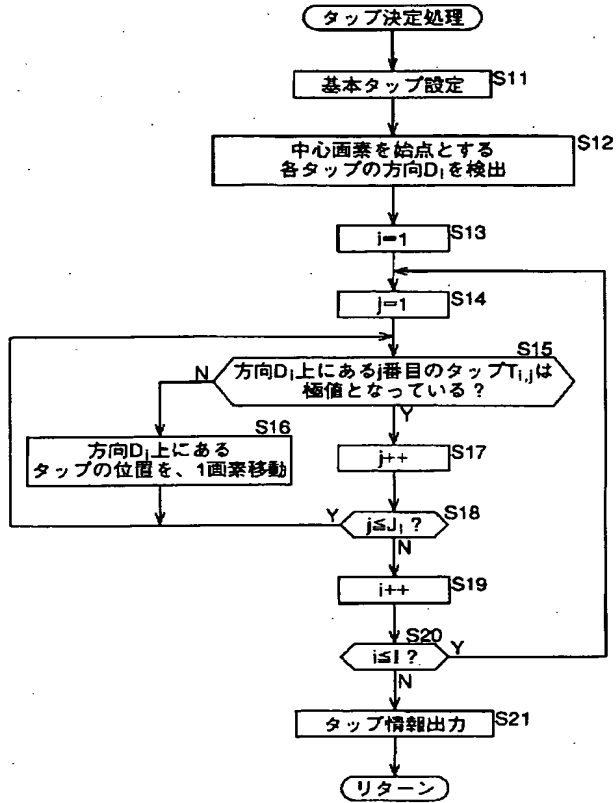 タップ決定処理
基本タップ設定
S11
中心画素を始点とする
各タップの方向Diを検出
S12
i=1
S13
j=1
S14
S15
方向Di上にあるj番目のタップTi,jは
極値となっている？
N
Y
S16
方向Di上にある
タップの位置を、1画素移動
j++
S17
j≦Ji？
S18
Y
N
i++
S19
S20
i≦I？
Y
N
タップ情報出力
S21
リターン